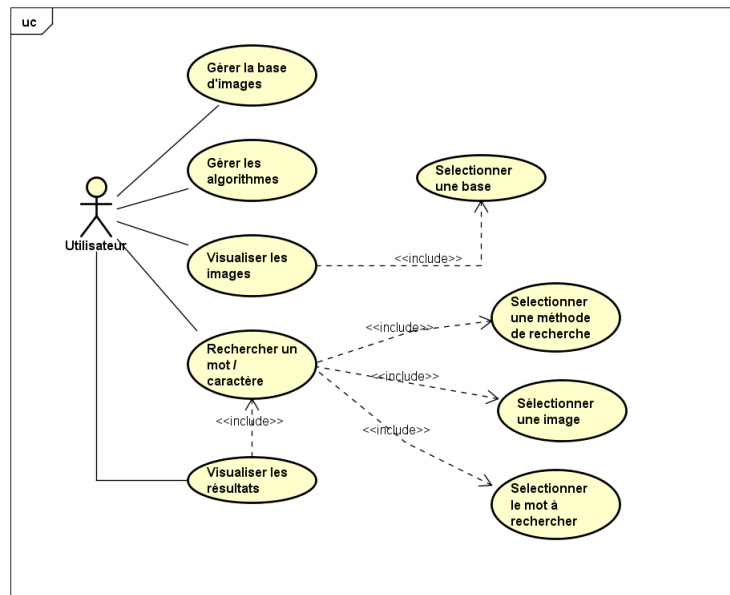 uc
Gérer la base
d'images
Gérer les
algorithmes
Selectionner
une base
Utilisateur
Visualiser les
images
<<include>>
Selectionner
une méthode
de recherche
<<include>>
Rechercher un
mot /
caractère
<<include>>
Sélectionner
une image
<<include>>
<<include>>
Visualiser les
résultats
Selectionner
le mot à
rechercher